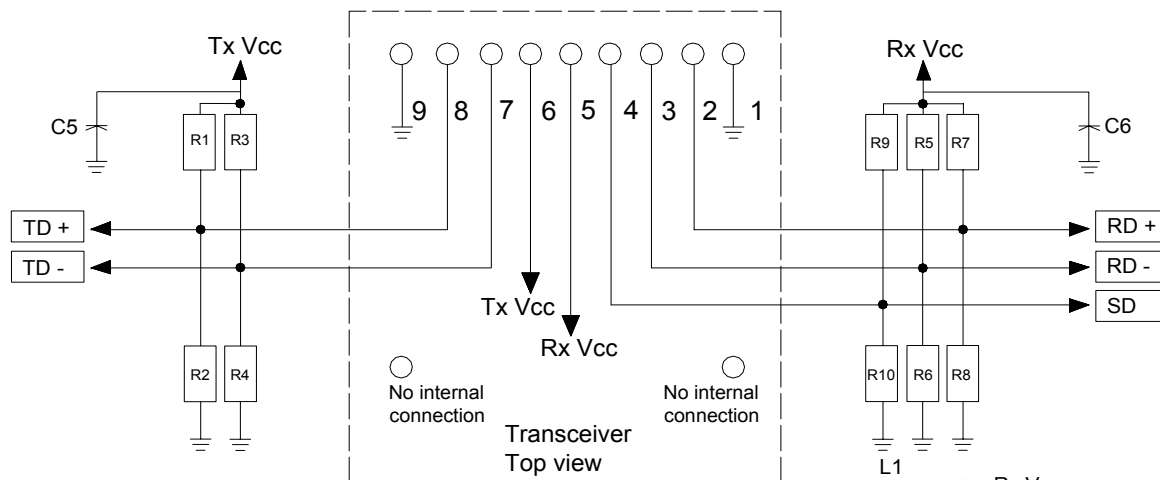 Tx Vcc
Rx Vcc
9 8 7 6 5 4 3 2 1
C5
R1
R3
R9
R5
R7
C6
TD +
RD +
TD -
RD -
Tx Vcc
SD
Rx Vcc
R2
R4
R10
R6
R8
No internal
connection
No internal
connection
Transceiver
Top view
L1